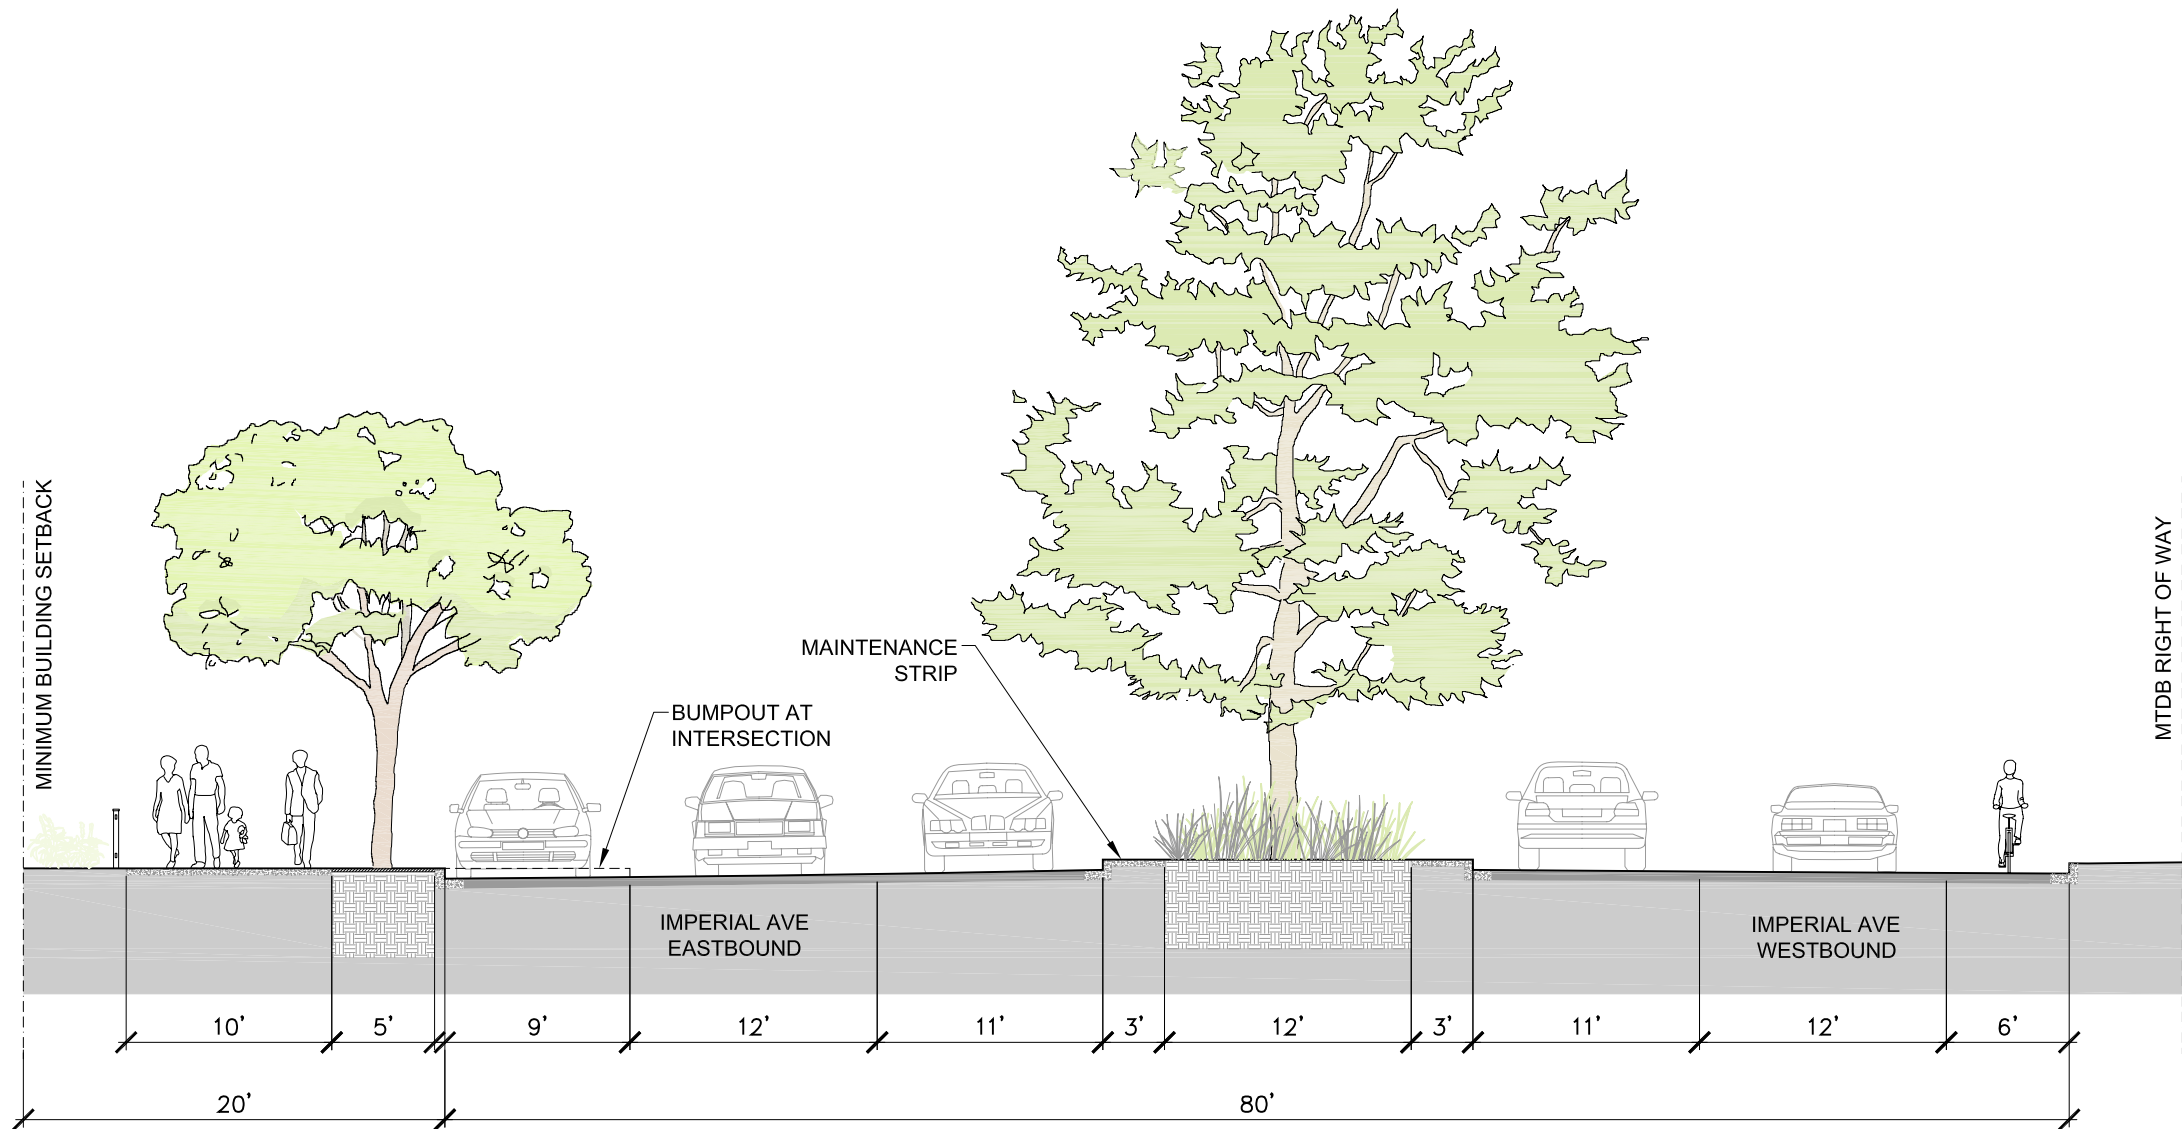 MINIMUM BUILDING SETBACK
MTDB RIGHT OF WAY
MAINTENANCE
STRIP
BUMPOUT AT
INTERSECTION
IMPERIAL AVE
EASTBOUND
IMPERIAL AVE
WESTBOUND
10' 5' 9' 12' 11' 3' 12' 3' 11' 12' 6'
20' 80'